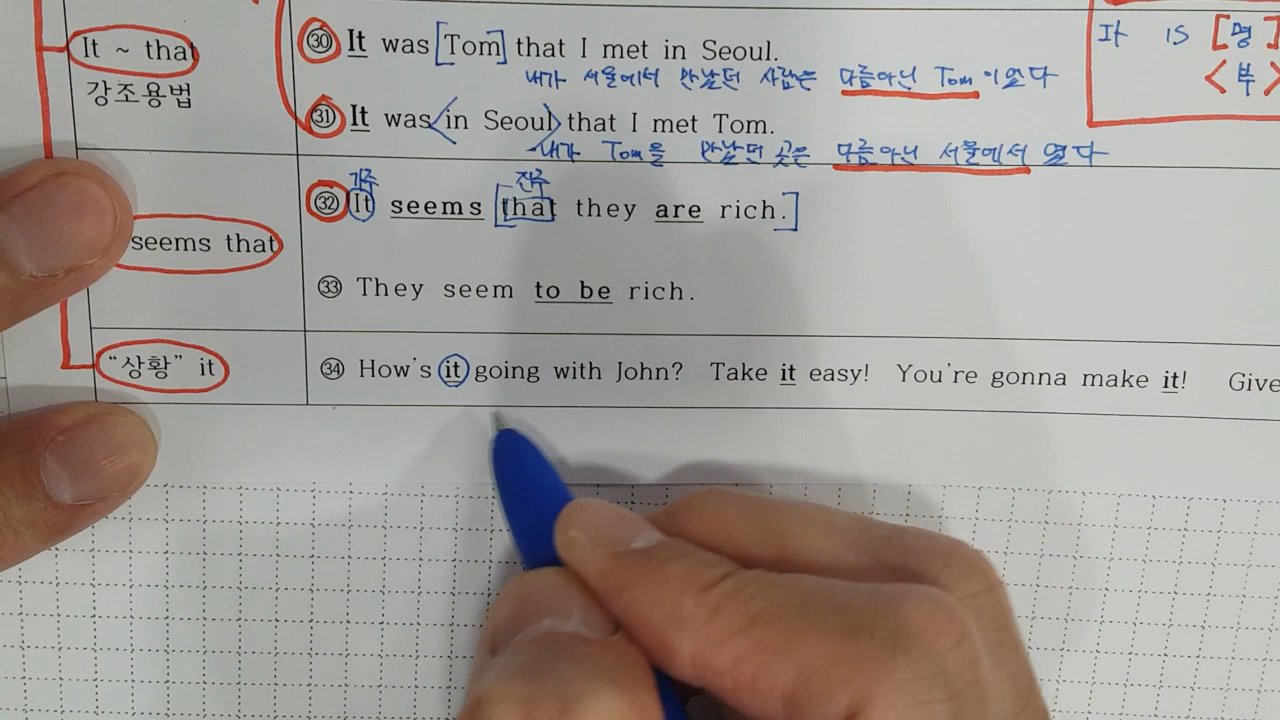 It ~ that
강조용법
㉚ It was [Tom] that I met in Seoul.
내가 서울에서 만났던 사람은 다름아닌 Tom 이었다
㉛ It was <in Seoul> that I met Tom.
내가 Tom을 만났던 곳은 다름아닌 서울에서 였다
It is [명]
<부>
seems that
가주 진주
㉜ It seems [that they are rich.]
㉝ They seem to be rich.
"상황" it
㉞ How's it going with John? Take it easy! You're gonna make it! Give